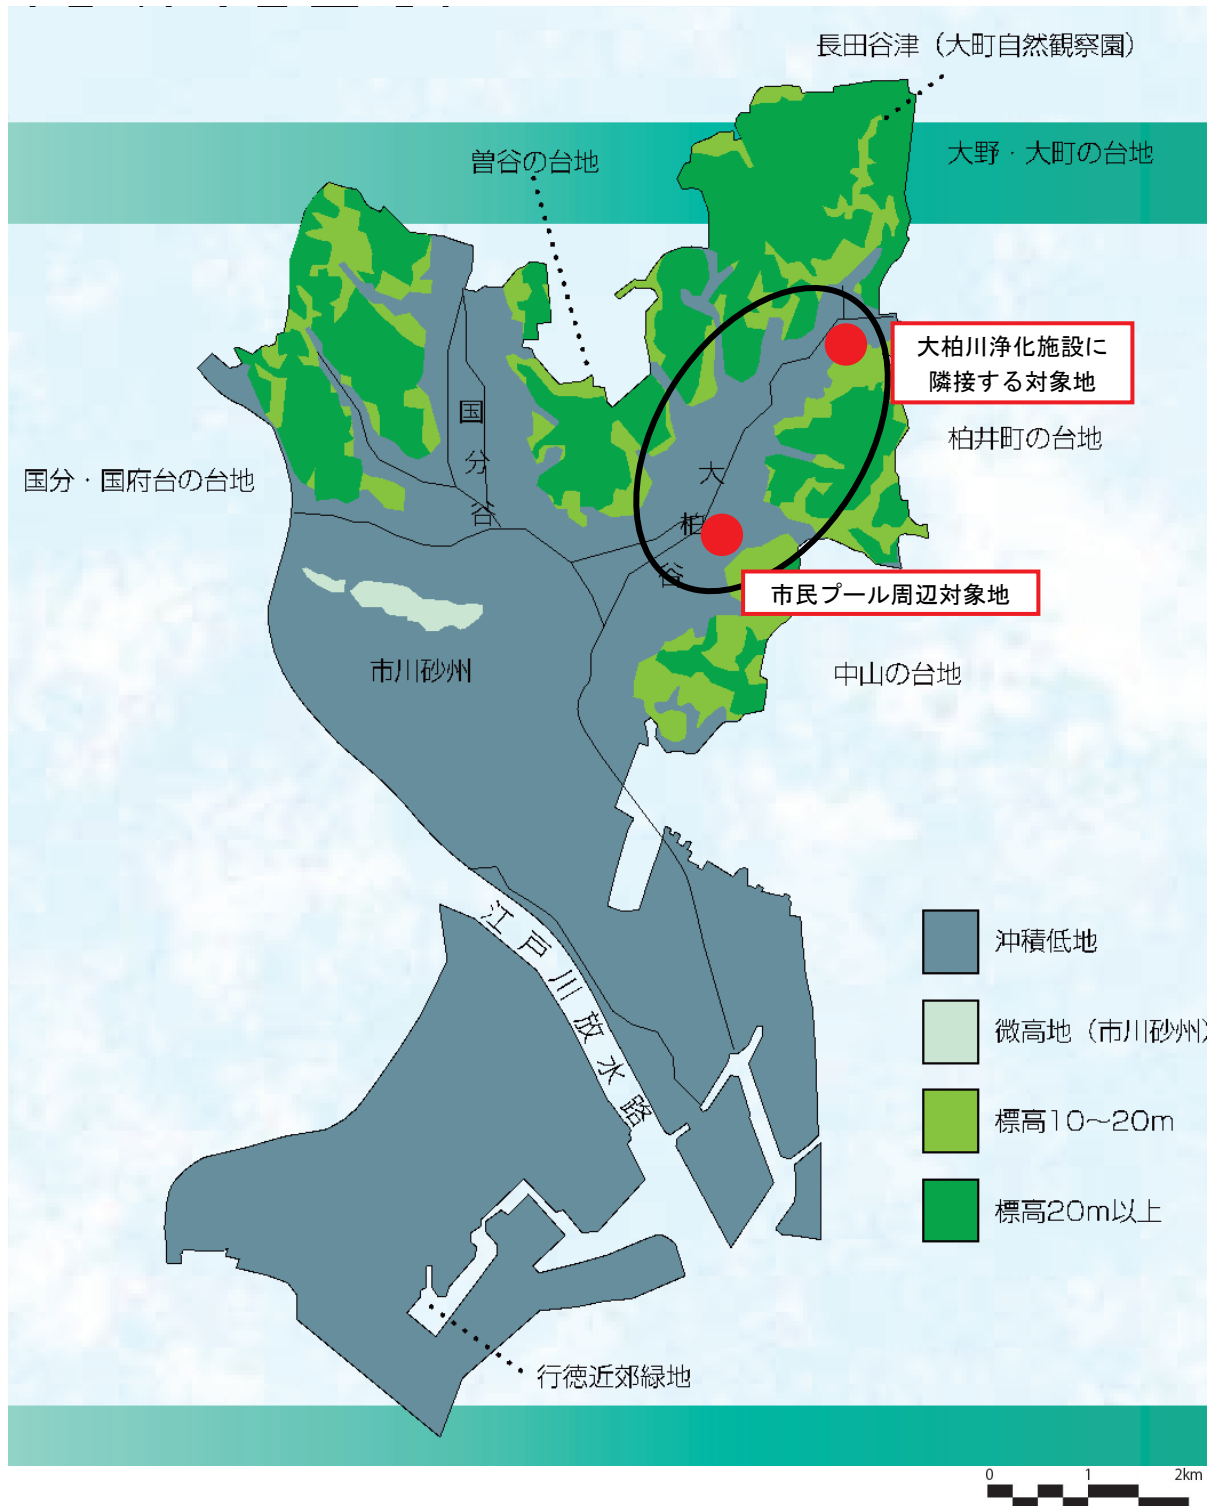 長田谷津（大町自然観察園）
大野・大町の台地
曽谷の台地
大柏川浄化施設に
隣接する対象地
柏井町の台地
国分・国府台の台地
国分谷
大柏谷
市民プール周辺対象地
市川砂州
中山の台地
江戸川放水路
沖積低地
微高地（市川砂州）
標高10～20m
標高20m以上
行徳近郊緑地
0 1 2km